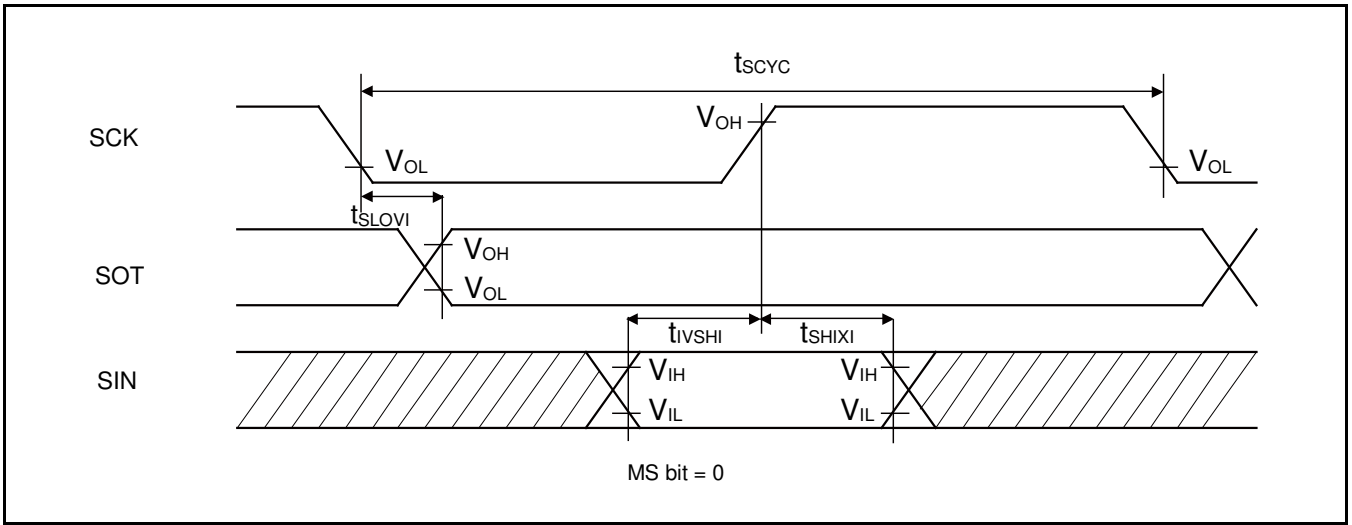 tSCYC
SCK
VOH
VOL
VOL
tSLOVI
SOT
VOH
VOL
tIVSHI
tSHIXI
SIN
VIH
VIH
VIL
VIL
MS bit = 0